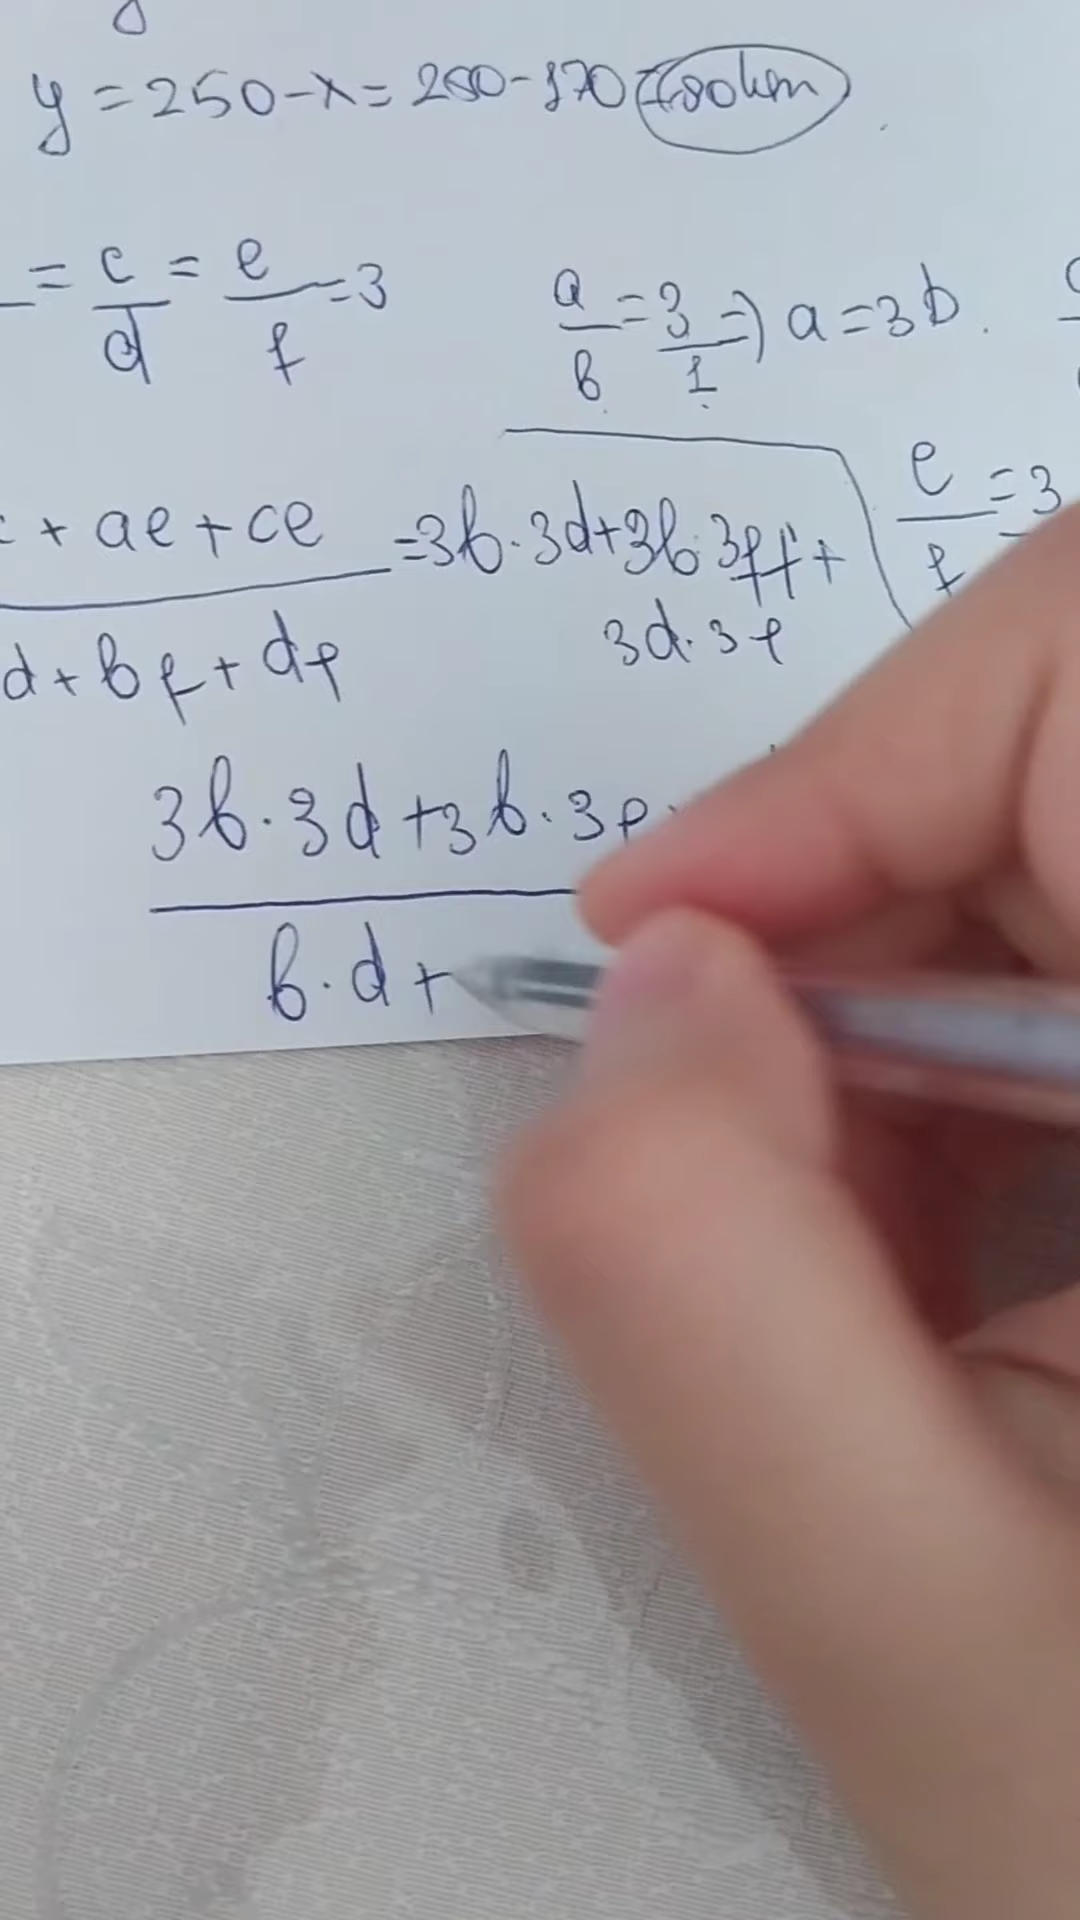 y = 250 - x = 250 - 170 = 80km
= c/d = e/f = 3
a/b = 3/1 => a = 3b.
e/f = 3
+ ae + ce = 3b·3d + 3b·3f +
d + bf + df
3d·3f
3b·3d + 3b·3f
b·d +